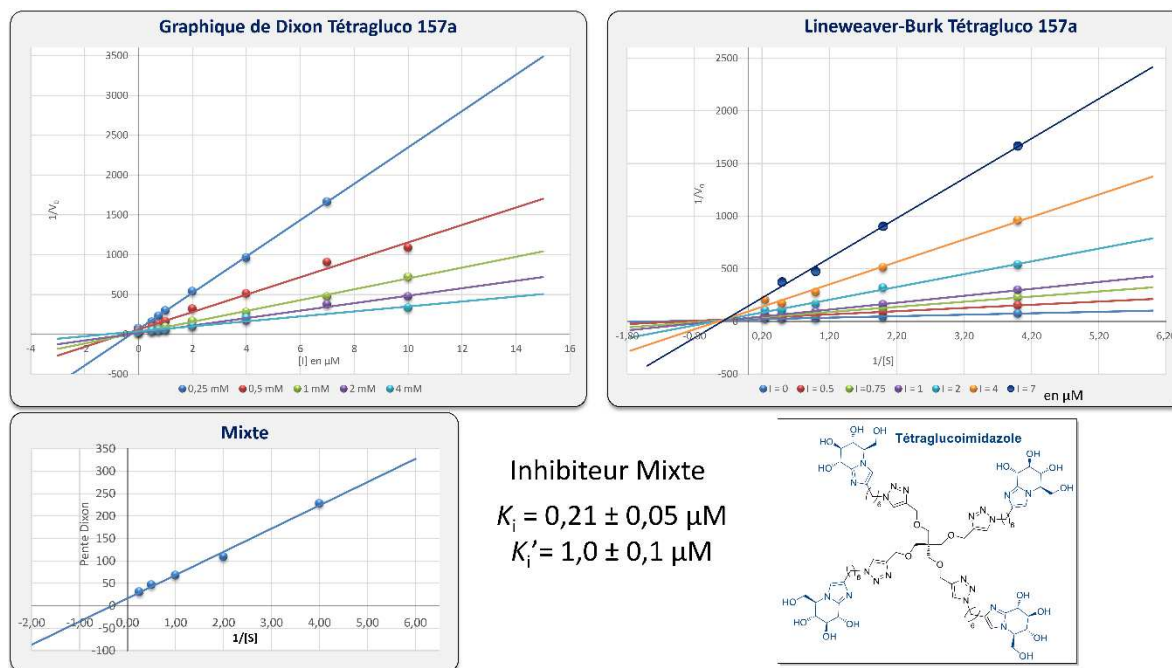 Graphique de Dixon Tétragluco 157a
1/V₀
3500
3000
2500
2000
1500
1000
500
0
-500
-4
-2
0
2
4
6
8
10
12
14
16
[I] en µM
0,25 mM
0,5 mM
1 mM
2 mM
4 mM
Lineweaver-Burk Tétragluco 157a
1/V₀
2500
2000
1500
1000
500
0
-500
-1,80
-0,80
0,20
1,20
2,20
3,20
4,20
5,20
6,20
1/[S]
I = 0
I = 0.5
I =0.75
I = 1
I = 2
I = 4
I = 7
en µM
Mixte
Pente Dixon
350
300
250
200
150
100
50
0
-50
-100
-2,00
-1,00
0,00
1,00
2,00
3,00
4,00
5,00
6,00
1/[S]
Inhibiteur Mixte
Ki = 0,21 ± 0,05 µM
Ki’= 1,0 ± 0,1 µM
Tétraglucoimidazole